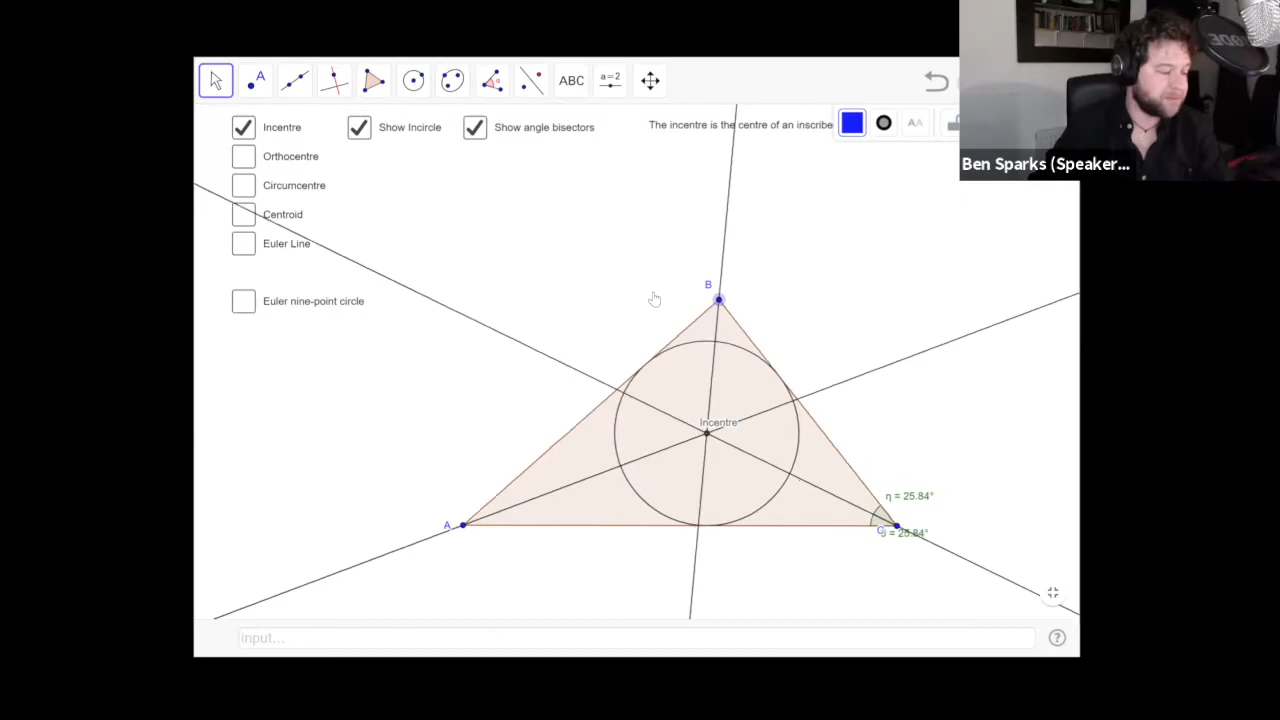 A
ABC
a=2
Incentre
Show Incircle
Show angle bisectors
The incentre is the centre of an inscribe
AA
Orthocentre
Circumcentre
Centroid
Euler Line
Euler nine-point circle
Ben Sparks (Speaker...
B
Incentre
η = 25.84°
A
C
= 25.84°
Input...
?